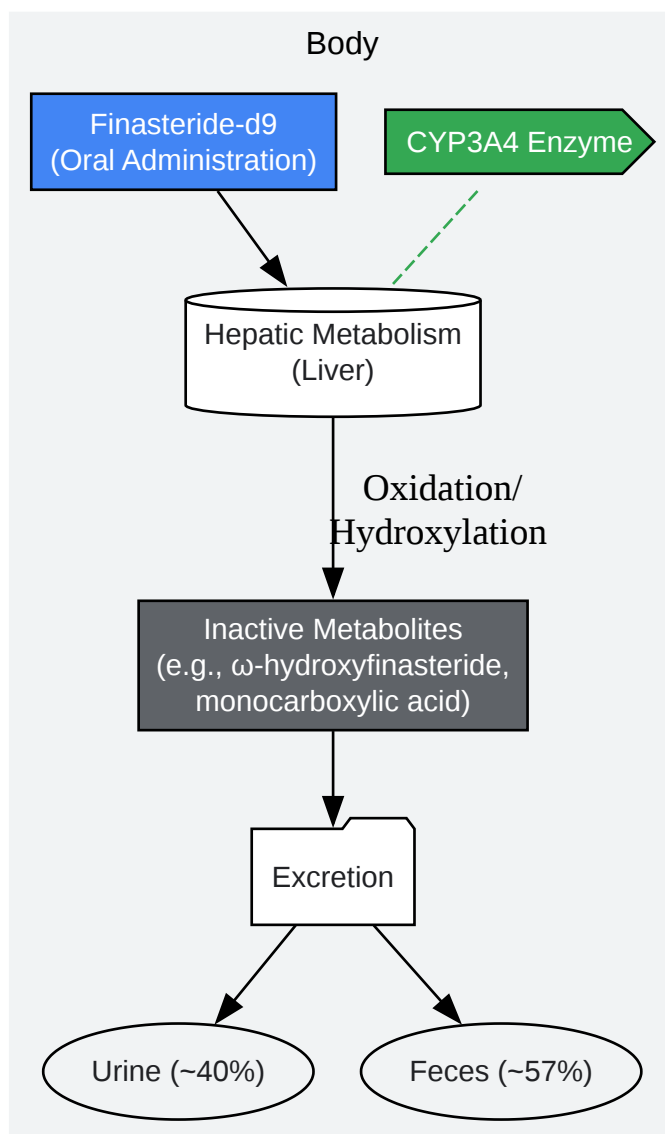 Body
Finasteride-d9
(Oral Administration)
CYP3A4 Enzyme
Hepatic Metabolism
(Liver)
Oxidation/
Hydroxylation
Inactive Metabolites
(e.g., ω-hydroxyfinasteride,
monocarboxylic acid)
Excretion
Urine (~40%)
Feces (~57%)